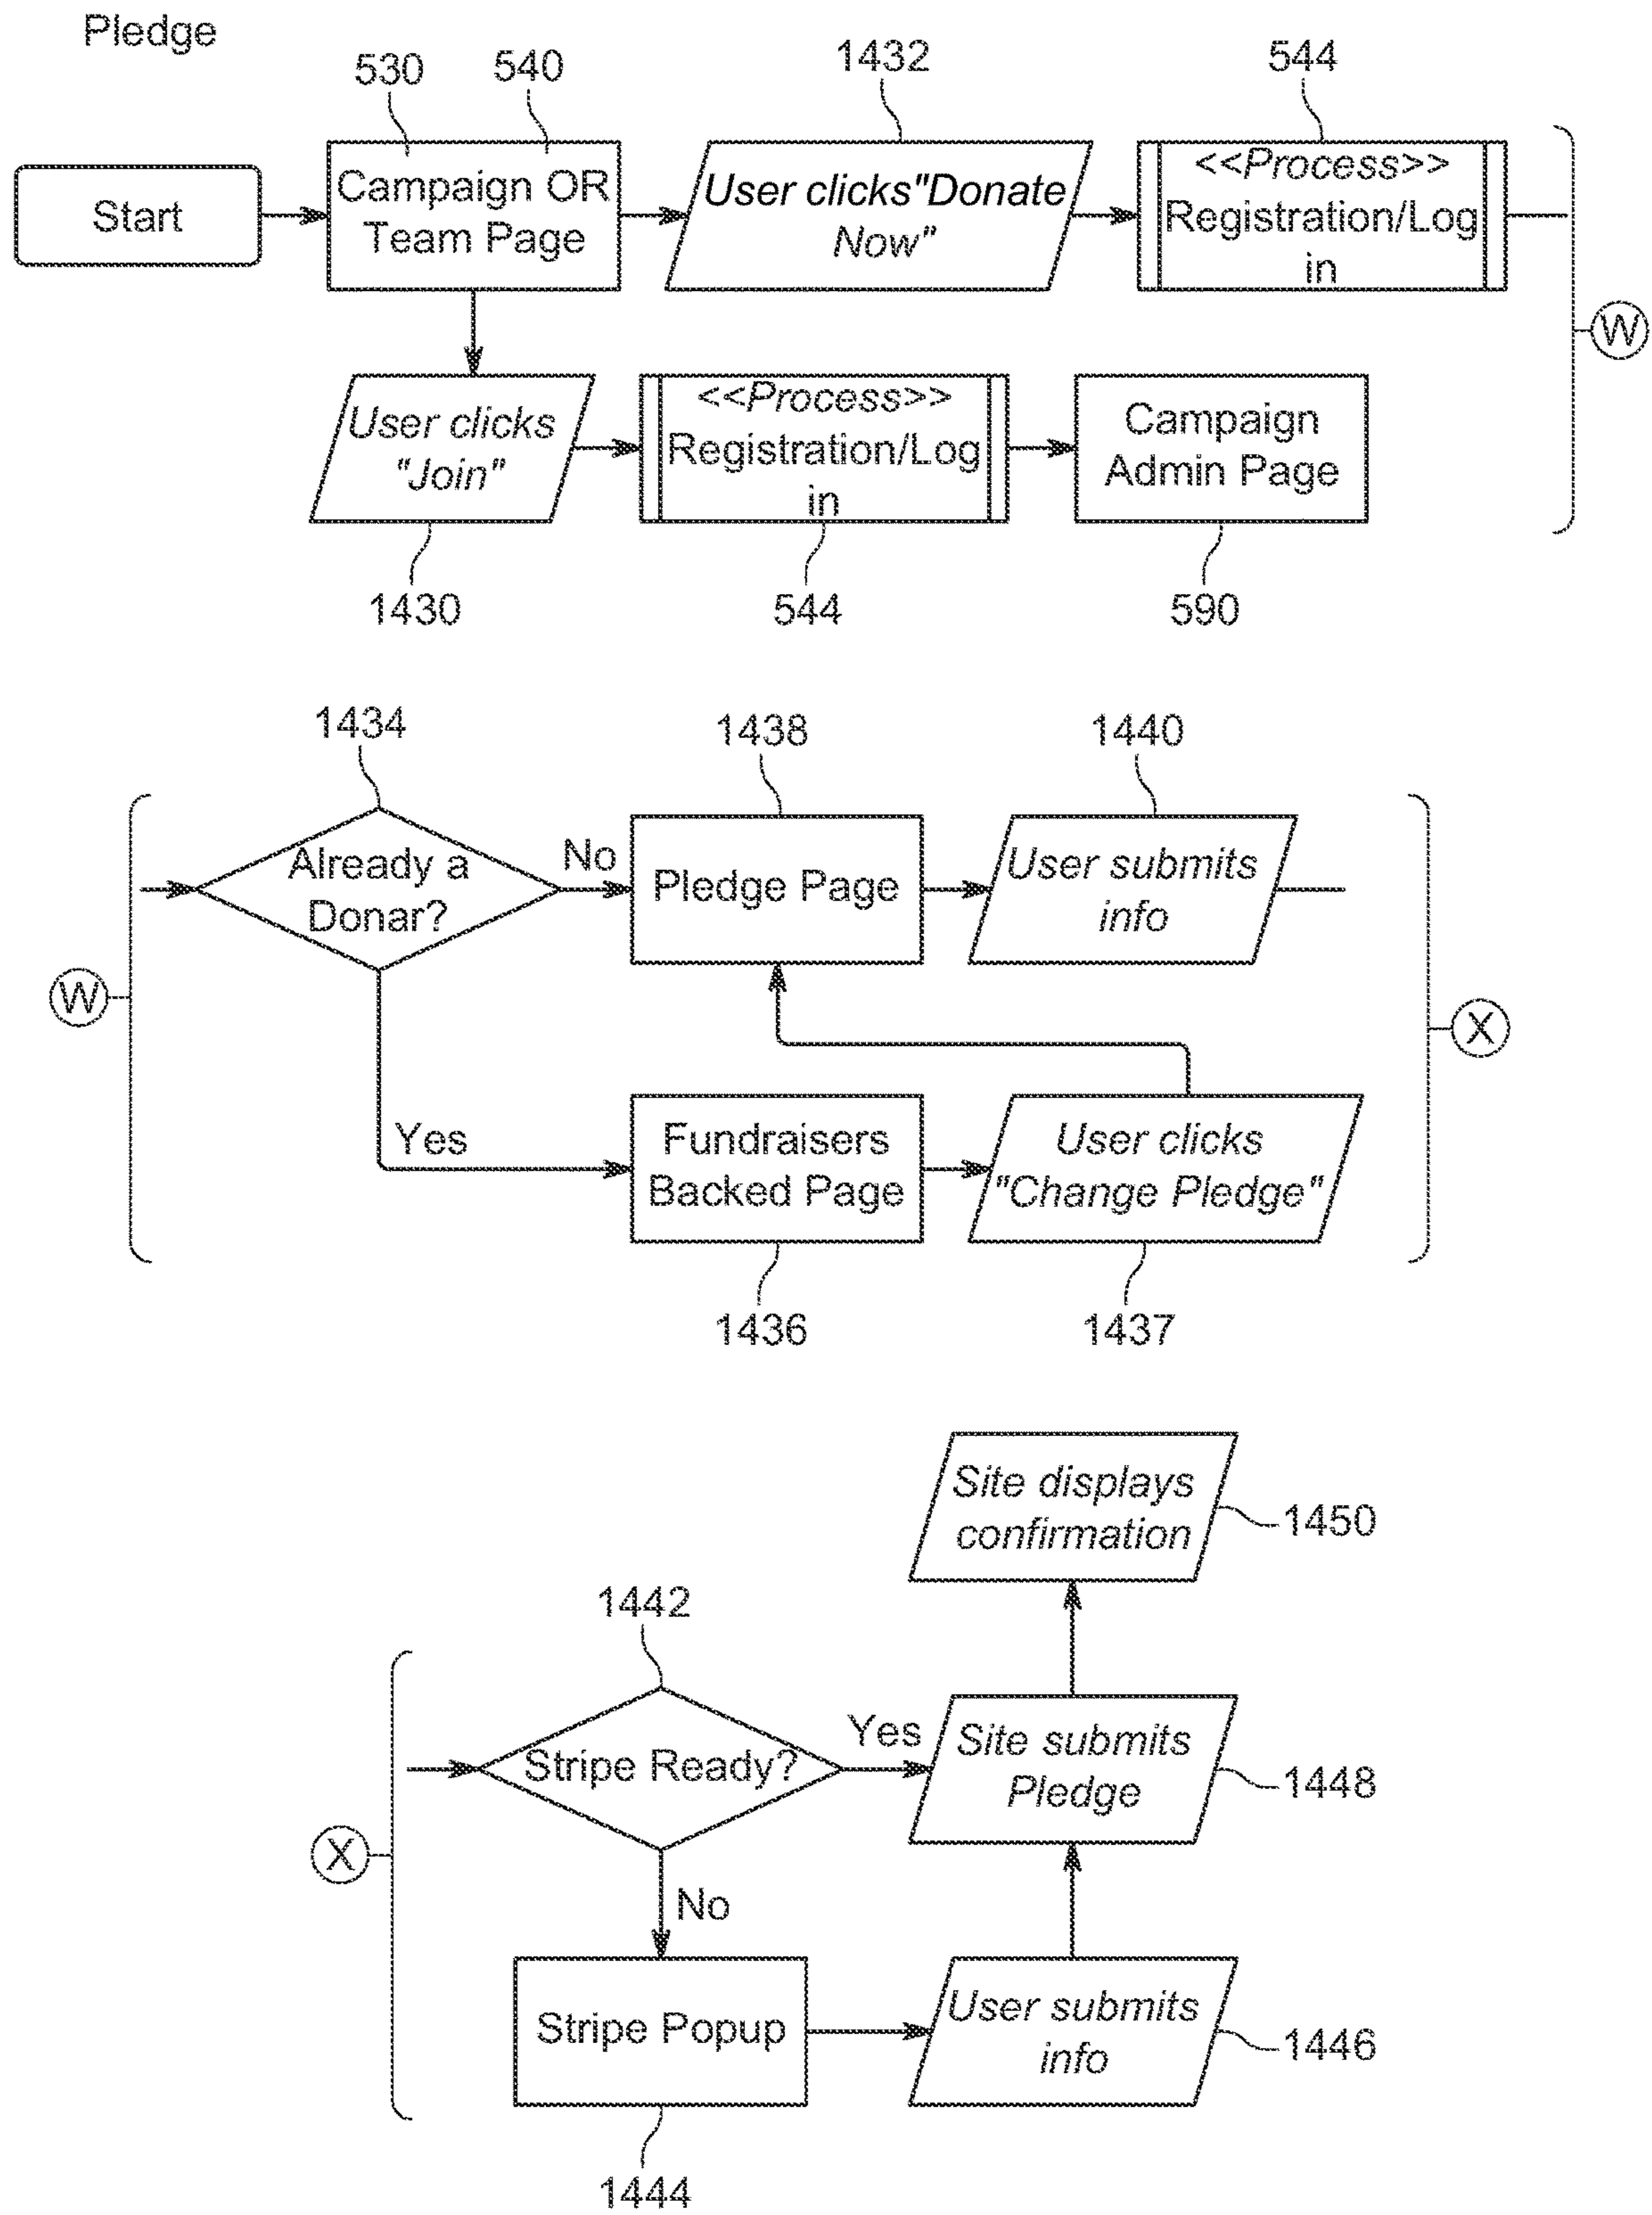 Pledge
530
540
1432
544
Start
Campaign OR
Team Page
User clicks"Donate
Now"
<<Process>>
Registration/Log
in
W
User clicks
"Join"
<<Process>>
Registration/Log
in
Campaign
Admin Page
1430
544
590
1434
1438
1440
Already a
Donar?
No
Pledge Page
User submits
info
W
X
Yes
Fundraisers
Backed Page
User clicks
"Change Pledge"
1436
1437
Site displays
confirmation
1450
1442
Stripe Ready?
Yes
Site submits
Pledge
1448
X
No
Stripe Popup
User submits
info
1446
1444